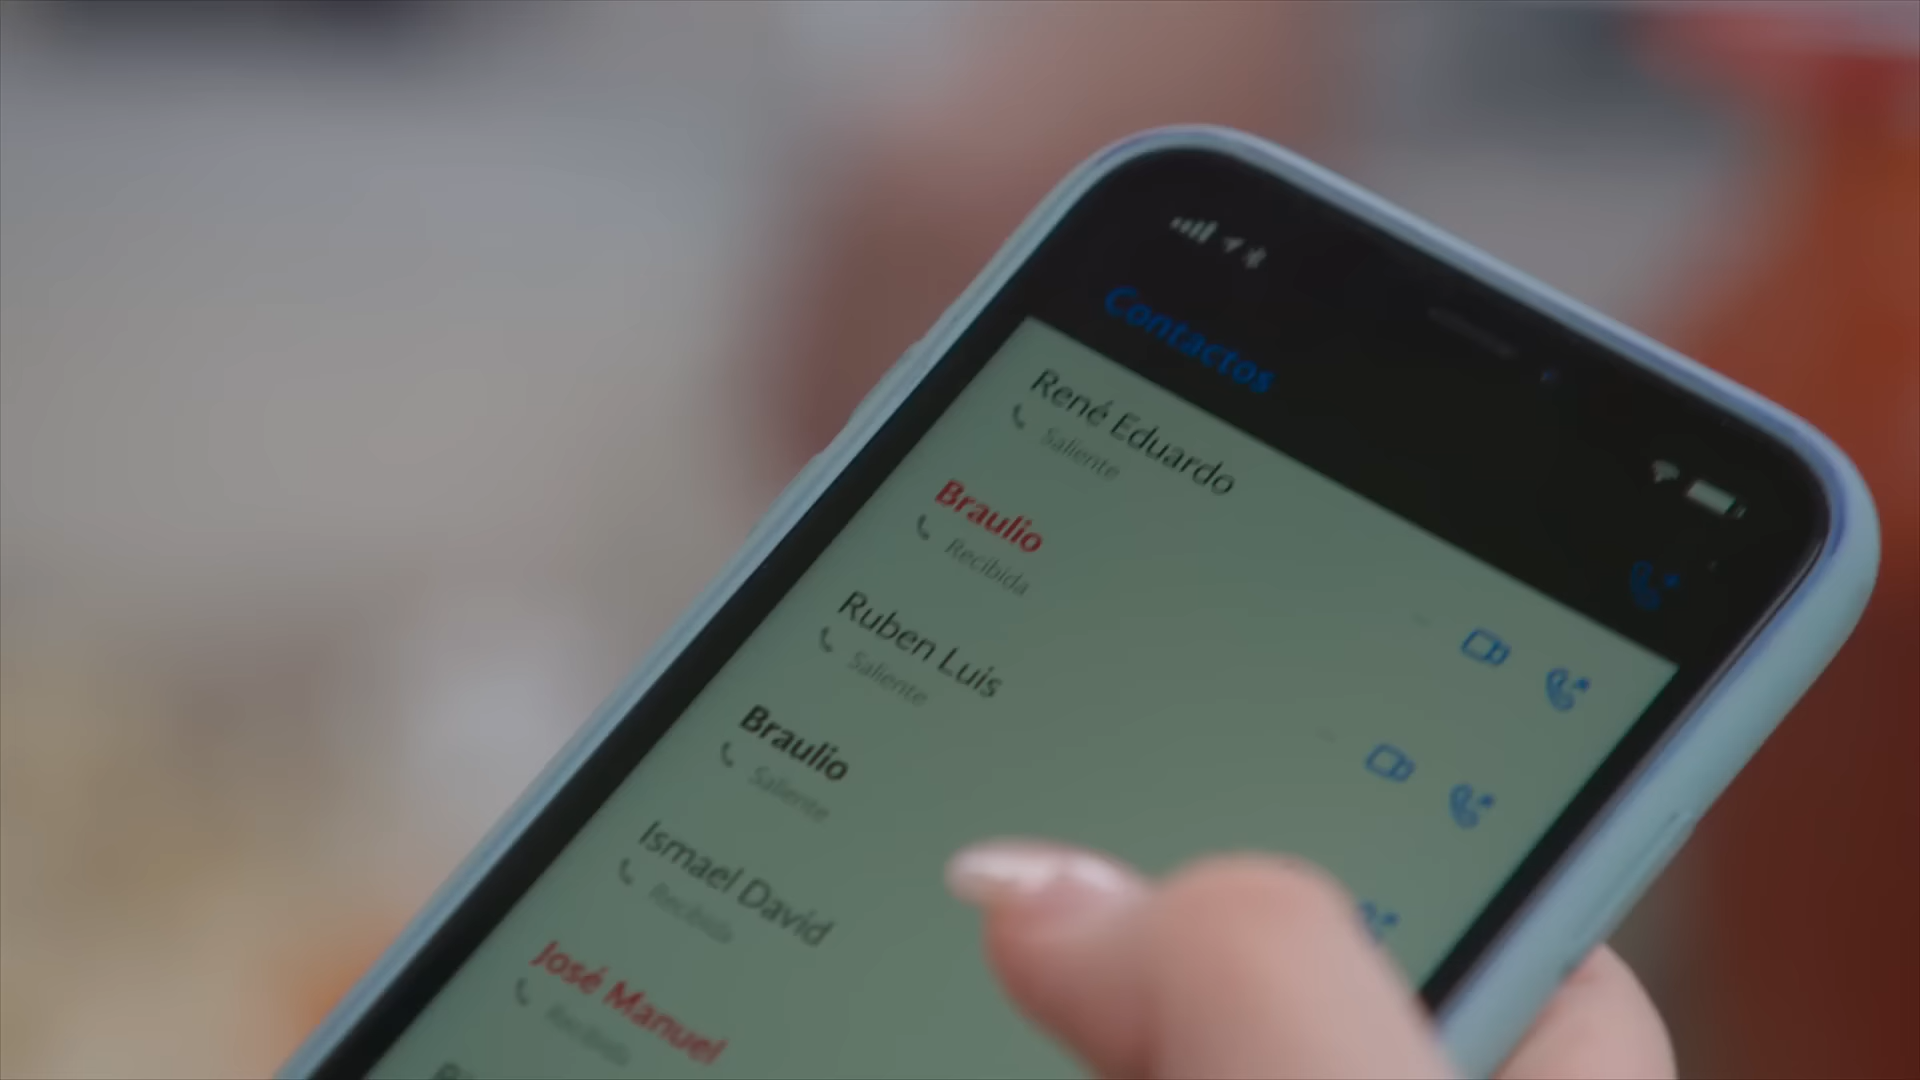 Contactos
René Eduardo
Saliente
Braulio
Recibida
Ruben Luis
Saliente
Braulio
Saliente
Ismael David
Recibida
José Manuel
Recibida